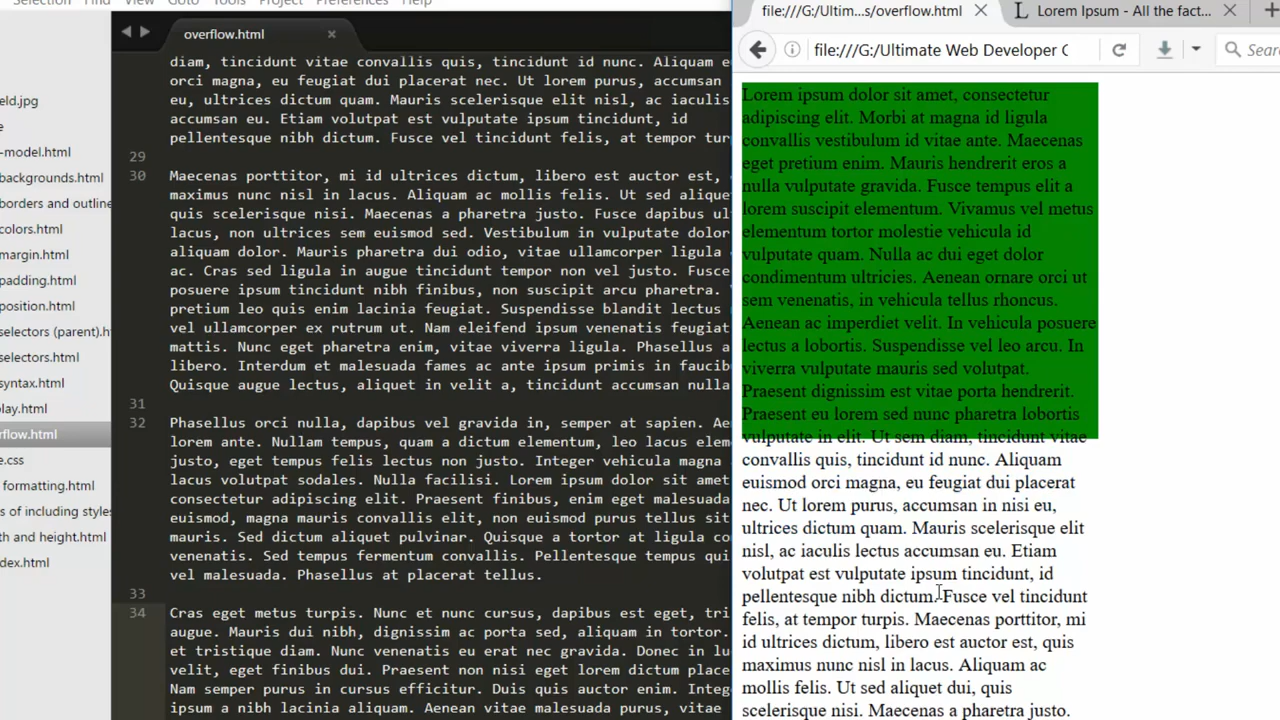 Selection Find View Goto Tools Project Preferences Help
eld.jpg
e
-model.html
backgrounds.html
borders and outline
colors.html
margin.html
padding.html
position.html
selectors (parent).h
selectors.html
syntax.html
play.html
rflow.html
e.css
formatting.html
s of including styles
th and height.html
dex.html
overflow.html ×
diam, tincidunt vitae convallis quis, tincidunt id nunc. Aliquam e
orci magna, eu feugiat dui placerat nec. Ut lorem purus, accumsan
eu, ultrices dictum quam. Mauris scelerisque elit nisl, ac iaculis
accumsan eu. Etiam volutpat est vulputate ipsum tincidunt, id
pellentesque nibh dictum. Fusce vel tincidunt felis, at tempor tur
29
30 Maecenas porttitor, mi id ultrices dictum, libero est auctor est,
maximus nunc nisl in lacus. Aliquam ac mollis felis. Ut sed alique
quis scelerisque nisi. Maecenas a pharetra justo. Fusce dapibus ul
lacus, non ultrices sem euismod sed. Vestibulum in vulputate dolor
aliquam dolor. Mauris pharetra dui odio, vitae ullamcorper ligula
ac. Cras sed ligula in augue tincidunt tempor non vel justo. Fusce
posuere ipsum tincidunt nibh finibus, non suscipit arcu pharetra.
pretium leo quis enim lacinia feugiat. Suspendisse blandit lectus
vel ullamcorper ex rutrum ut. Nam eleifend ipsum venenatis feugiat
mattis. Nunc eget pharetra enim, vitae viverra ligula. Phasellus a
libero. Interdum et malesuada fames ac ante ipsum primis in faucib
Quisque augue lectus, aliquet in velit a, tincidunt accumsan nulla
31
32 Phasellus orci nulla, dapibus vel gravida in, semper at sapien. Ae
lorem ante. Nullam tempus, quam a dictum elementum, leo lacus elem
justo, eget tempus felis lectus non justo. Integer vehicula magna
lacus volutpat sodales. Nulla facilisi. Lorem ipsum dolor sit amet
consectetur adipiscing elit. Praesent finibus, enim eget malesuada
euismod, magna mauris convallis elit, non euismod purus tellus sit
mauris. Sed dictum aliquet pulvinar. Quisque a tortor at ligula co
venenatis. Sed tempus fermentum convallis. Pellentesque tempus qui
vel malesuada. Phasellus at placerat tellus.
33
34 Cras eget metus turpis. Nunc et nunc cursus, dapibus est eget, tri
augue. Mauris dui nibh, dignissim ac porta sed, aliquam in tortor.
et tristique diam. Nunc venenatis eu erat nec gravida. Donec in lu
velit, eget finibus dui. Praesent non nisi eget lorem dictum place
Nam semper purus in cursus efficitur. Duis quis auctor enim. Integ
ipsum a nibh lacinia aliquam. Aenean vitae malesuada metus, vitae
file:///G:/Ultim...s/overflow.html × Lorem Ipsum - All the fact... × +
file:///G:/Ultimate Web Developer C Sear
Lorem ipsum dolor sit amet, consectetur
adipiscing elit. Morbi at magna id ligula
convallis vestibulum id vitae ante. Maecenas
eget pretium enim. Mauris hendrerit eros a
nulla vulputate gravida. Fusce tempus elit a
lorem suscipit elementum. Vivamus vel metus
elementum tortor molestie vehicula id
vulputate quam. Nulla ac dui eget dolor
condimentum ultricies. Aenean ornare orci ut
sem venenatis, in vehicula tellus rhoncus.
Aenean ac imperdiet velit. In vehicula posuere
lectus a lobortis. Suspendisse vel leo arcu. In
viverra vulputate mauris sed volutpat.
Praesent dignissim est vitae porta hendrerit.
Praesent eu lorem sed nunc pharetra lobortis
vulputate in elit. Ut sem diam, tincidunt vitae
convallis quis, tincidunt id nunc. Aliquam
euismod orci magna, eu feugiat dui placerat
nec. Ut lorem purus, accumsan in nisi eu,
ultrices dictum quam. Mauris scelerisque elit
nisl, ac iaculis lectus accumsan eu. Etiam
volutpat est vulputate ipsum tincidunt, id
pellentesque nibh dictum. Fusce vel tincidunt
felis, at tempor turpis. Maecenas porttitor, mi
id ultrices dictum, libero est auctor est, quis
maximus nunc nisl in lacus. Aliquam ac
mollis felis. Ut sed aliquet dui, quis
scelerisque nisi. Maecenas a pharetra justo.